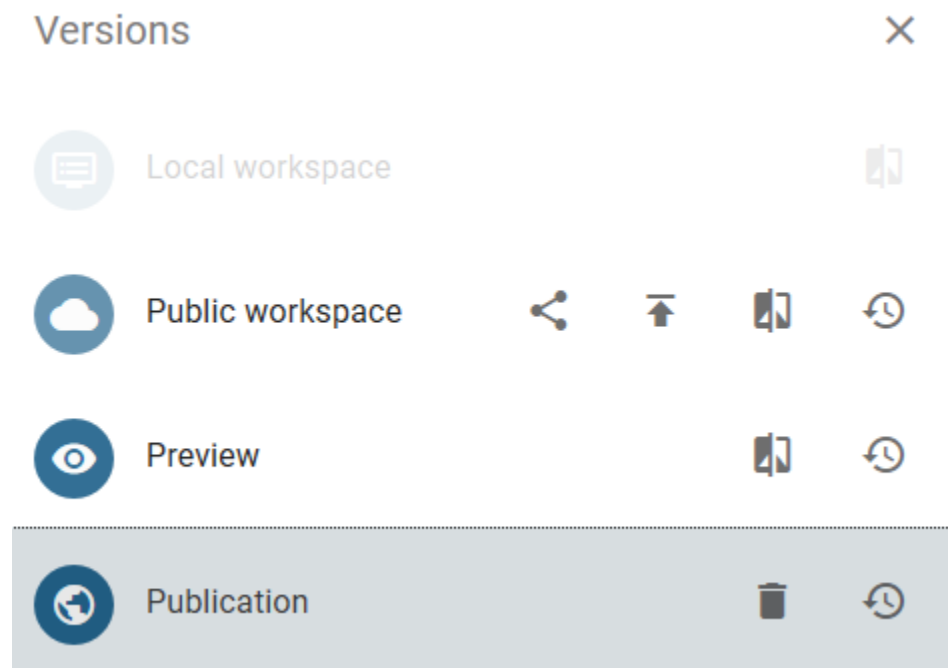 Versions
Local workspace
Public workspace
Preview
Publication